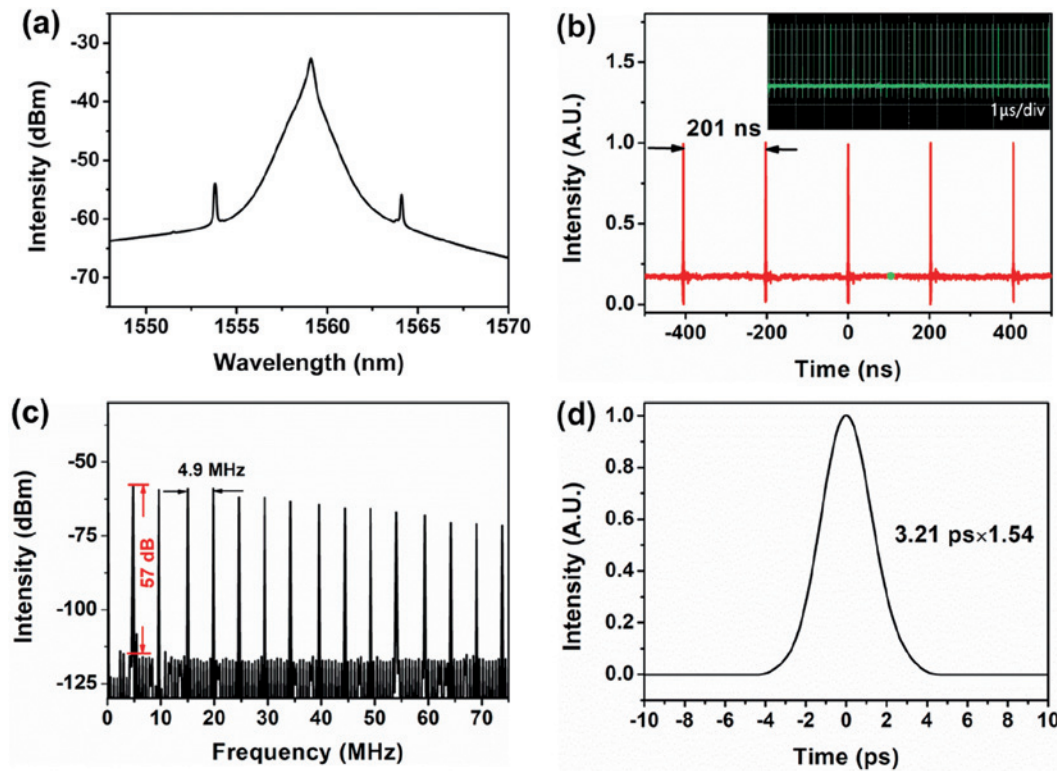 (a)
-25
-30
-40
-50
-60
-70
Intensity (dBm)
1550
1555
1560
1565
1570
Wavelength (nm)
(b)
1.5
1.0
0.5
0.0
Intensity (A.U.)
1μs/div
201 ns
-400
-200
0
200
400
Time (ns)
(c)
-50
-75
-100
-125
Intensity (dBm)
4.9 MHz
57 dB
0
10
20
30
40
50
60
70
Frequency (MHz)
(d)
1.0
0.8
0.6
0.4
0.2
0.0
Intensity (A.U.)
3.21 ps×1.54
-10
-8
-6
-4
-2
0
2
4
6
8
10
Time (ps)